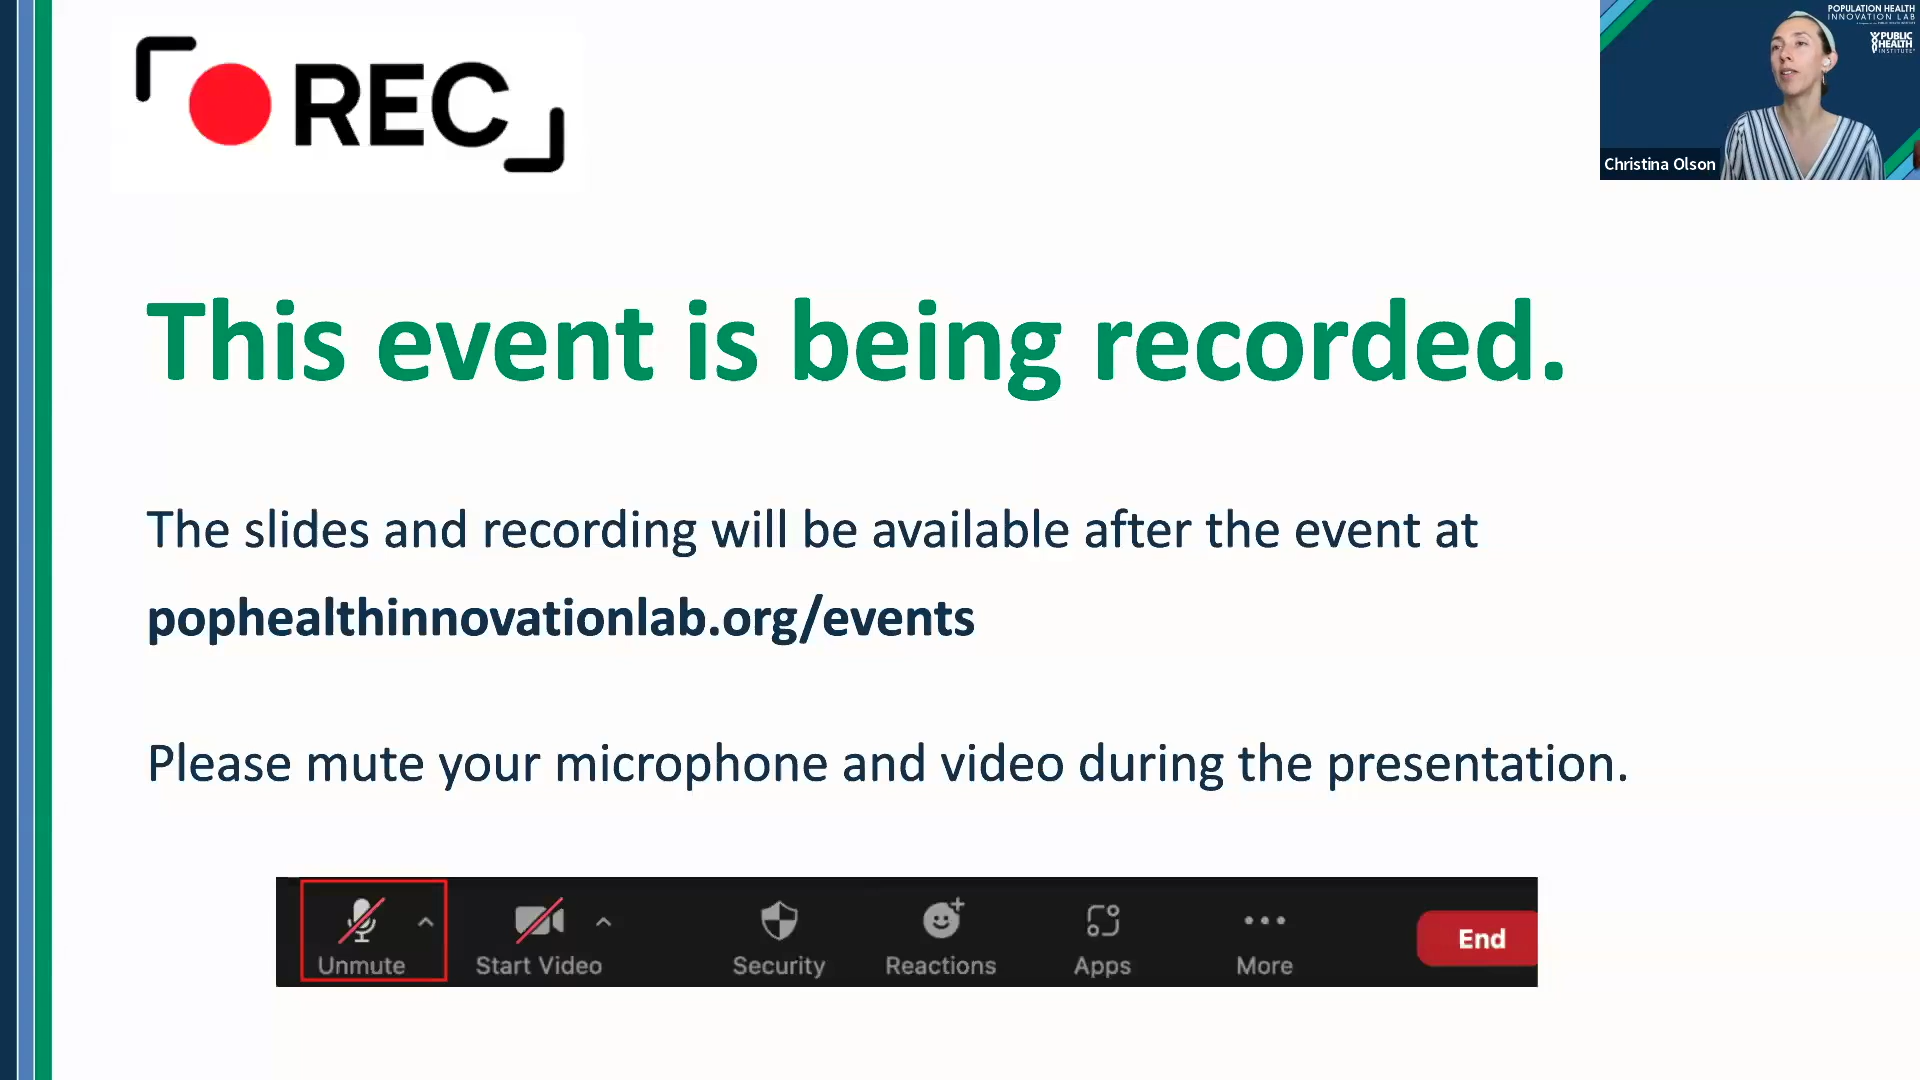 REC
POPULATION HEALTH
INNOVATION LAB
PUBLIC
HEALTH
INSTITUTE
Christina Olson
This event is being recorded.
The slides and recording will be available after the event at
pophealthinnovationlab.org/events
Please mute your microphone and video during the presentation.
Unmute
Start Video
Security
Reactions
Apps
More
End